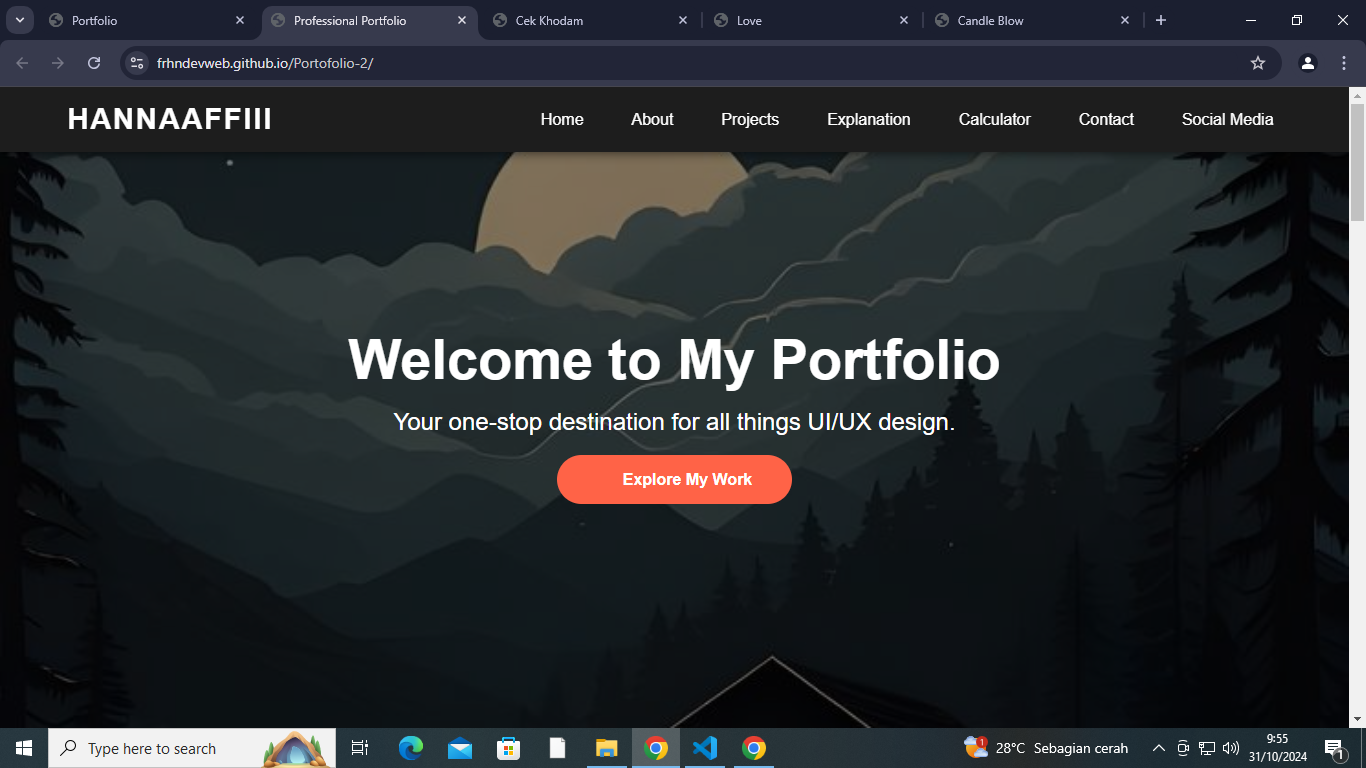 Portfolio
Professional Portfolio
Cek Khodam
Love
Candle Blow
frhndevweb.github.io/Portofolio-2/
HANNAAFFIII
Home
About
Projects
Explanation
Calculator
Contact
Social Media
Welcome to My Portfolio
Your one-stop destination for all things UI/UX design.
Explore My Work
Type here to search
1
28°C Sebagian cerah
9:55
31/10/2024
1